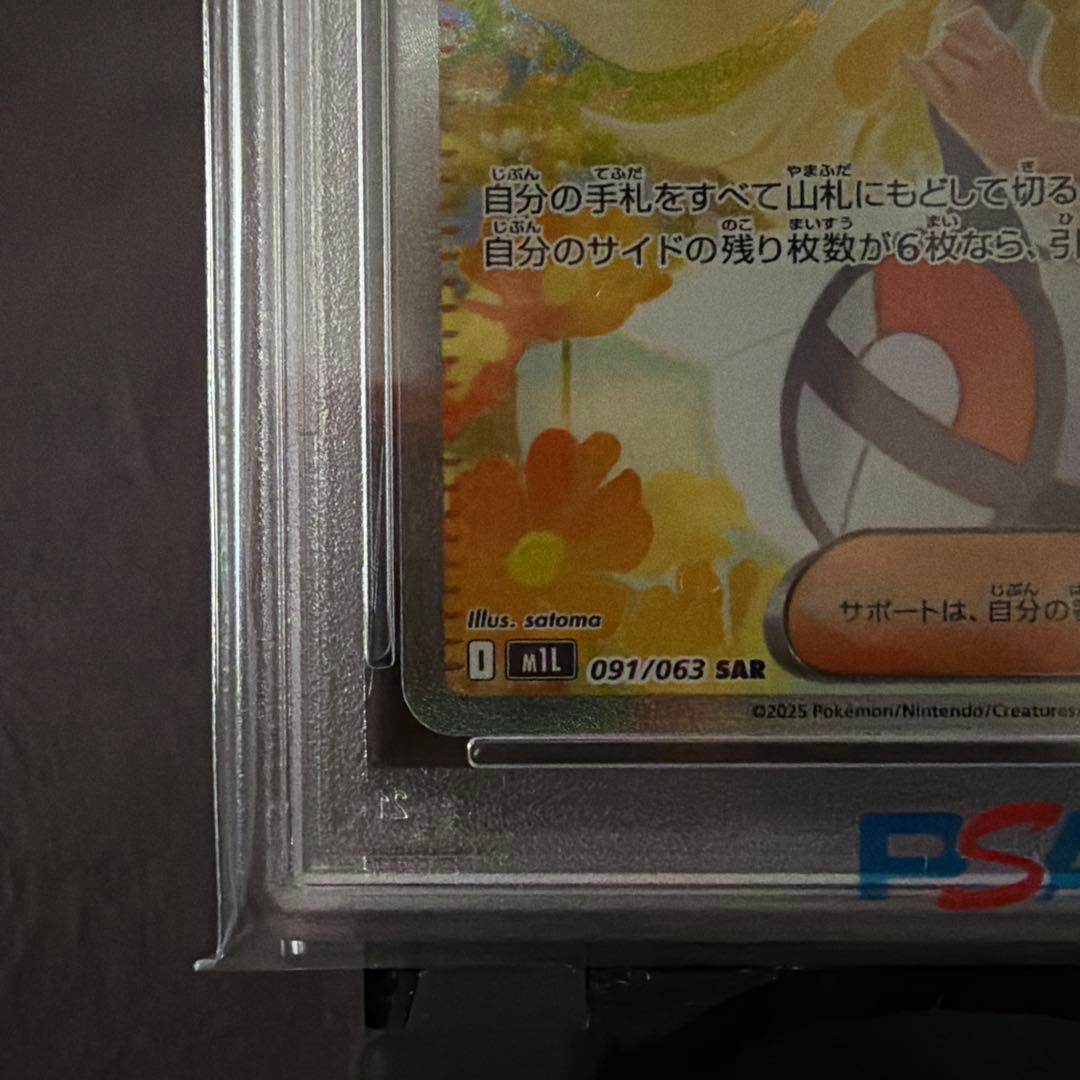 自分の手札をすべて山札にもどして切る
自分のサイドの残り枚数が6枚なら、引
サポートは、自分の
Illus. satoma
I M1L 091/063 SAR
©2025 Pokémon/Nintendo/Creatures
21
PSA